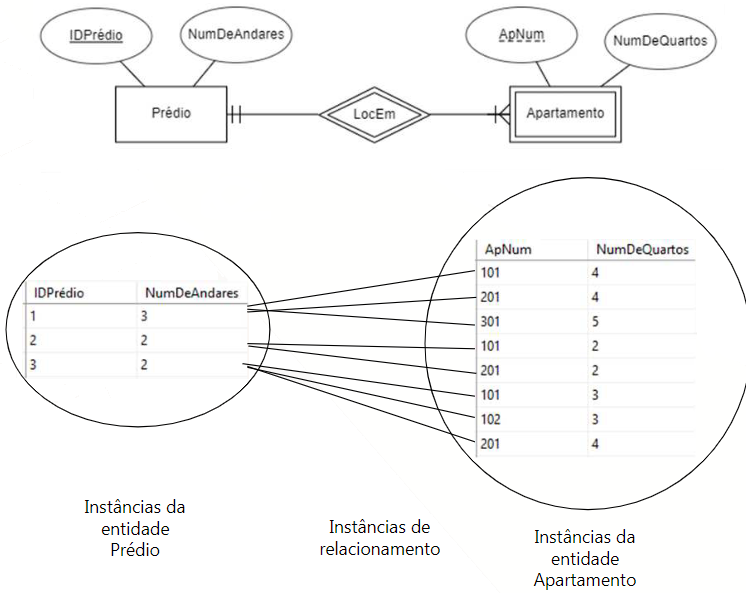 IDPrédio
NumDeAndares
ApNum
NumDeQuartos
Prédio
LocEm
Apartamento
IDPrédio NumDeAndares
1 3
2 2
3 2
ApNum NumDeQuartos
101 4
201 4
301 5
101 2
201 2
101 3
102 3
201 4
Instâncias da
entidade
Prédio
Instâncias de
relacionamento
Instâncias da
entidade
Apartamento